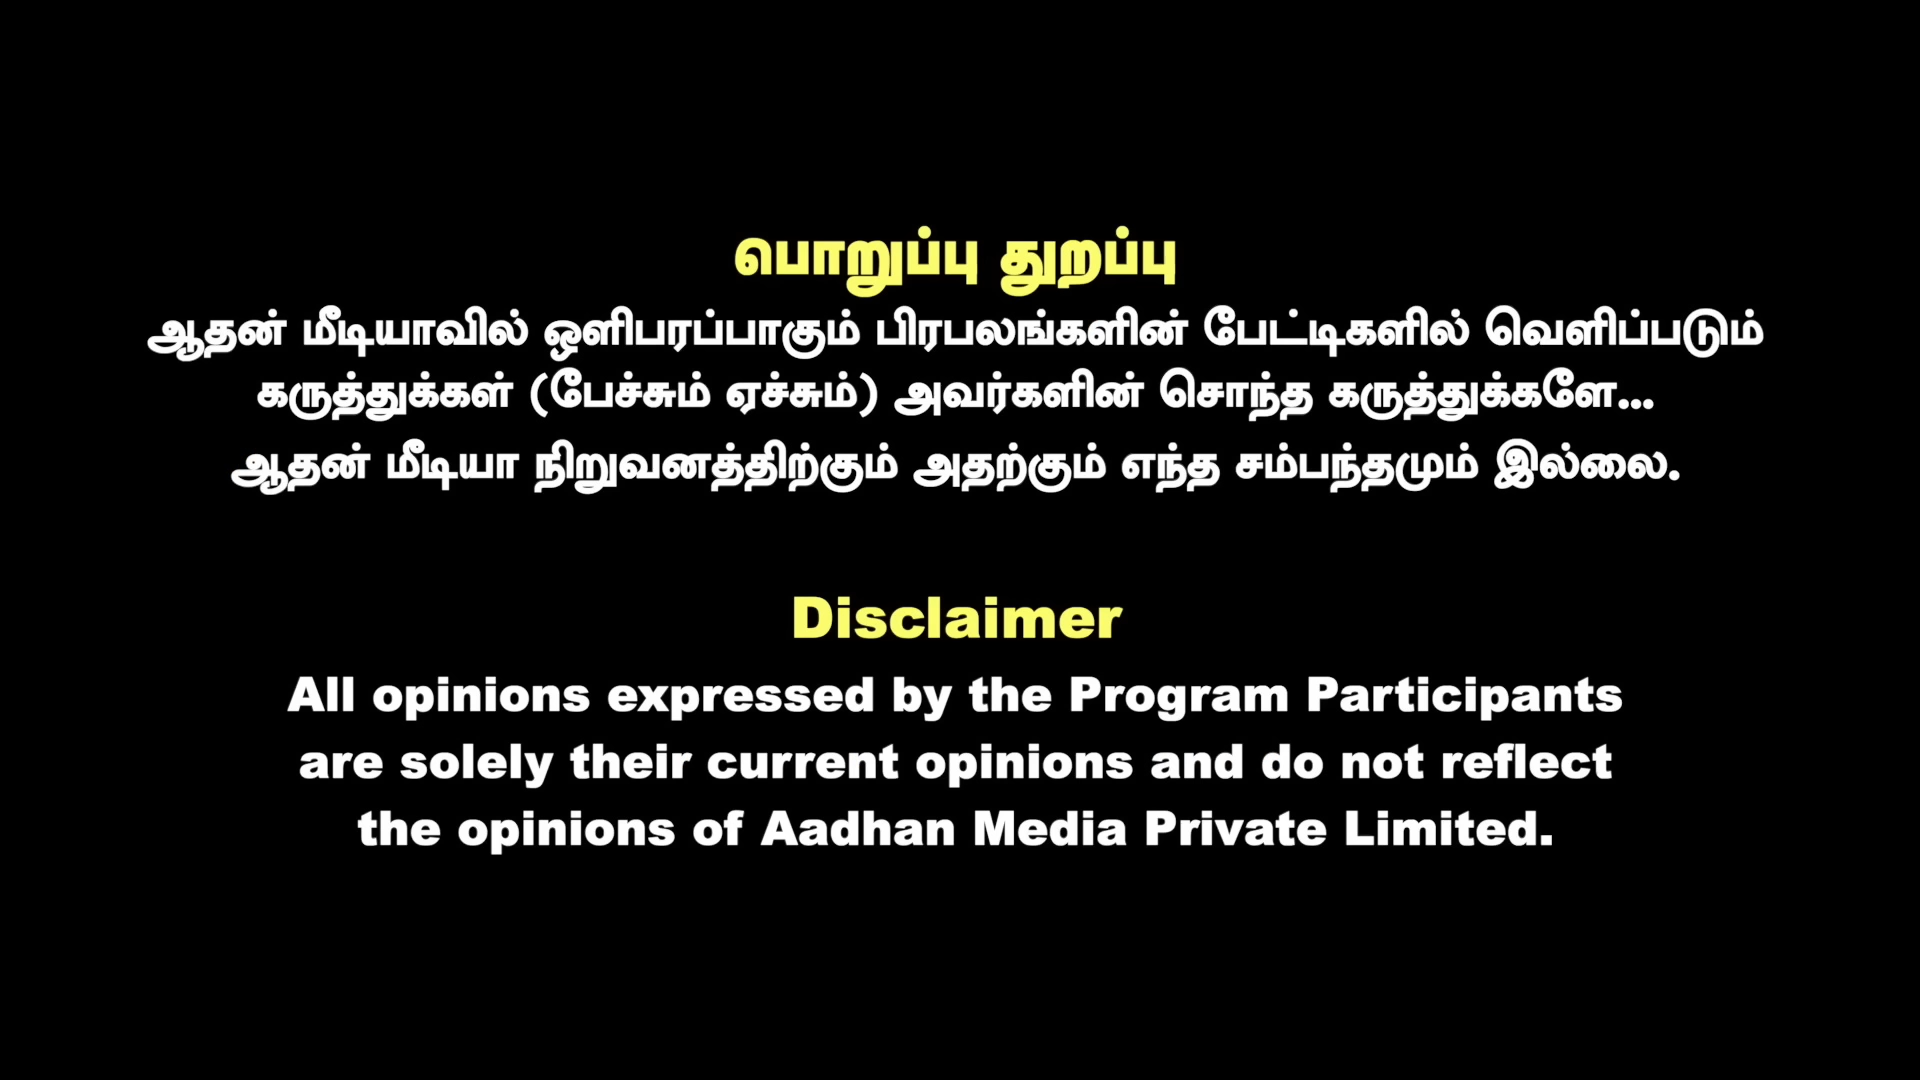 பொறுப்பு துறப்பு
ஆதன் மீடியாவில் ஒளிபரப்பாகும் பிரபலங்களின் பேட்டிகளில் வெளிப்படும்
கருத்துக்கள் (பேச்சும் ஏச்சும்) அவர்களின் சொந்த கருத்துக்களே...
ஆதன் மீடியா நிறுவனத்திற்கும் அதற்கும் எந்த சம்பந்தமும் இல்லை.
Disclaimer
All opinions expressed by the Program Participants
are solely their current opinions and do not reflect
the opinions of Aadhan Media Private Limited.